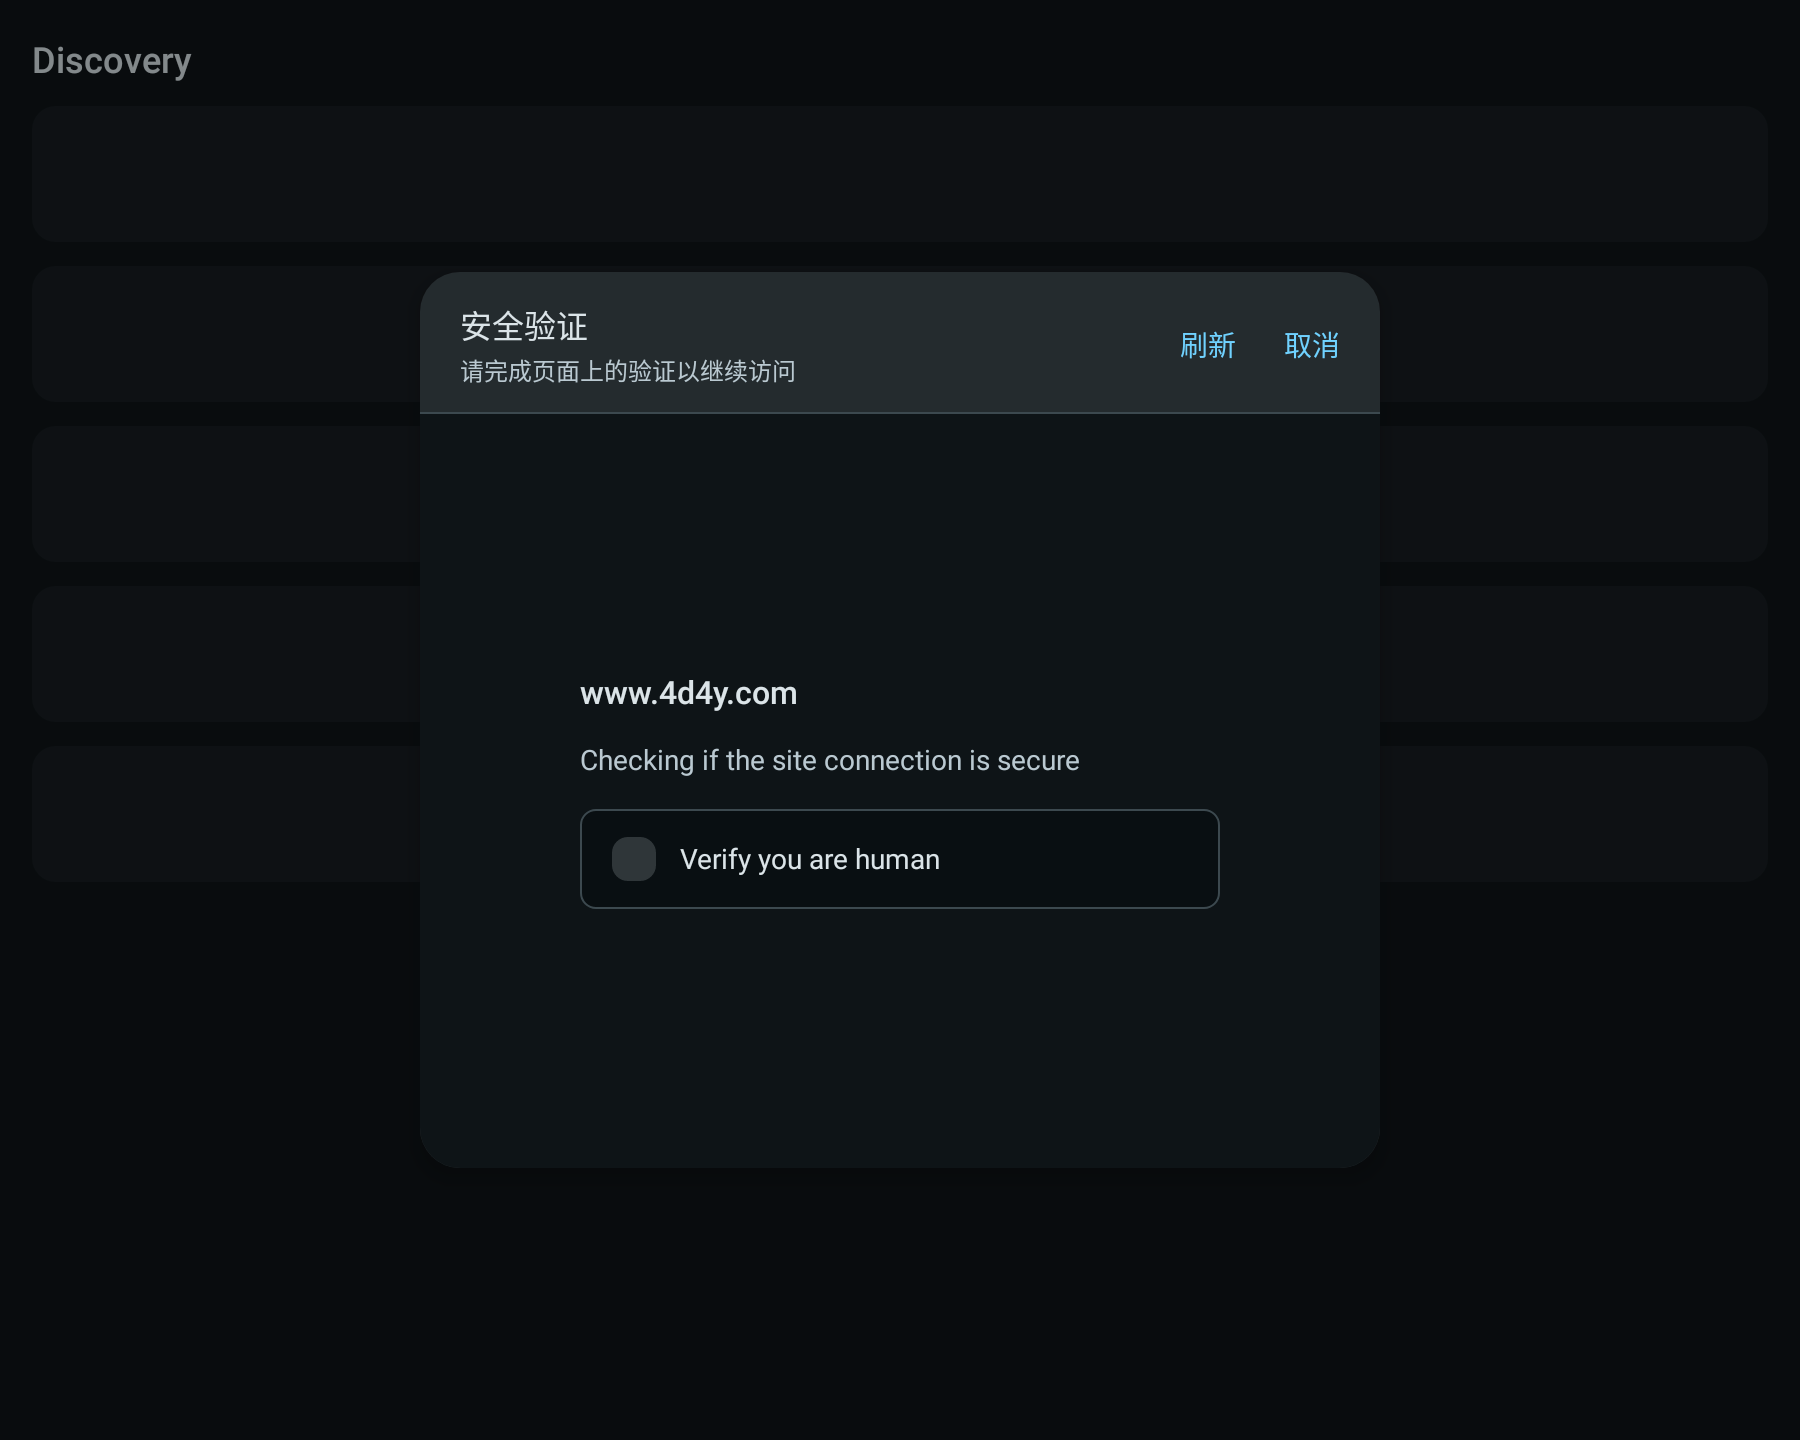 Discovery
安全验证
请完成页面上的验证以继续访问
刷新
取消
www.4d4y.com
Checking if the site connection is secure
Verify you are human